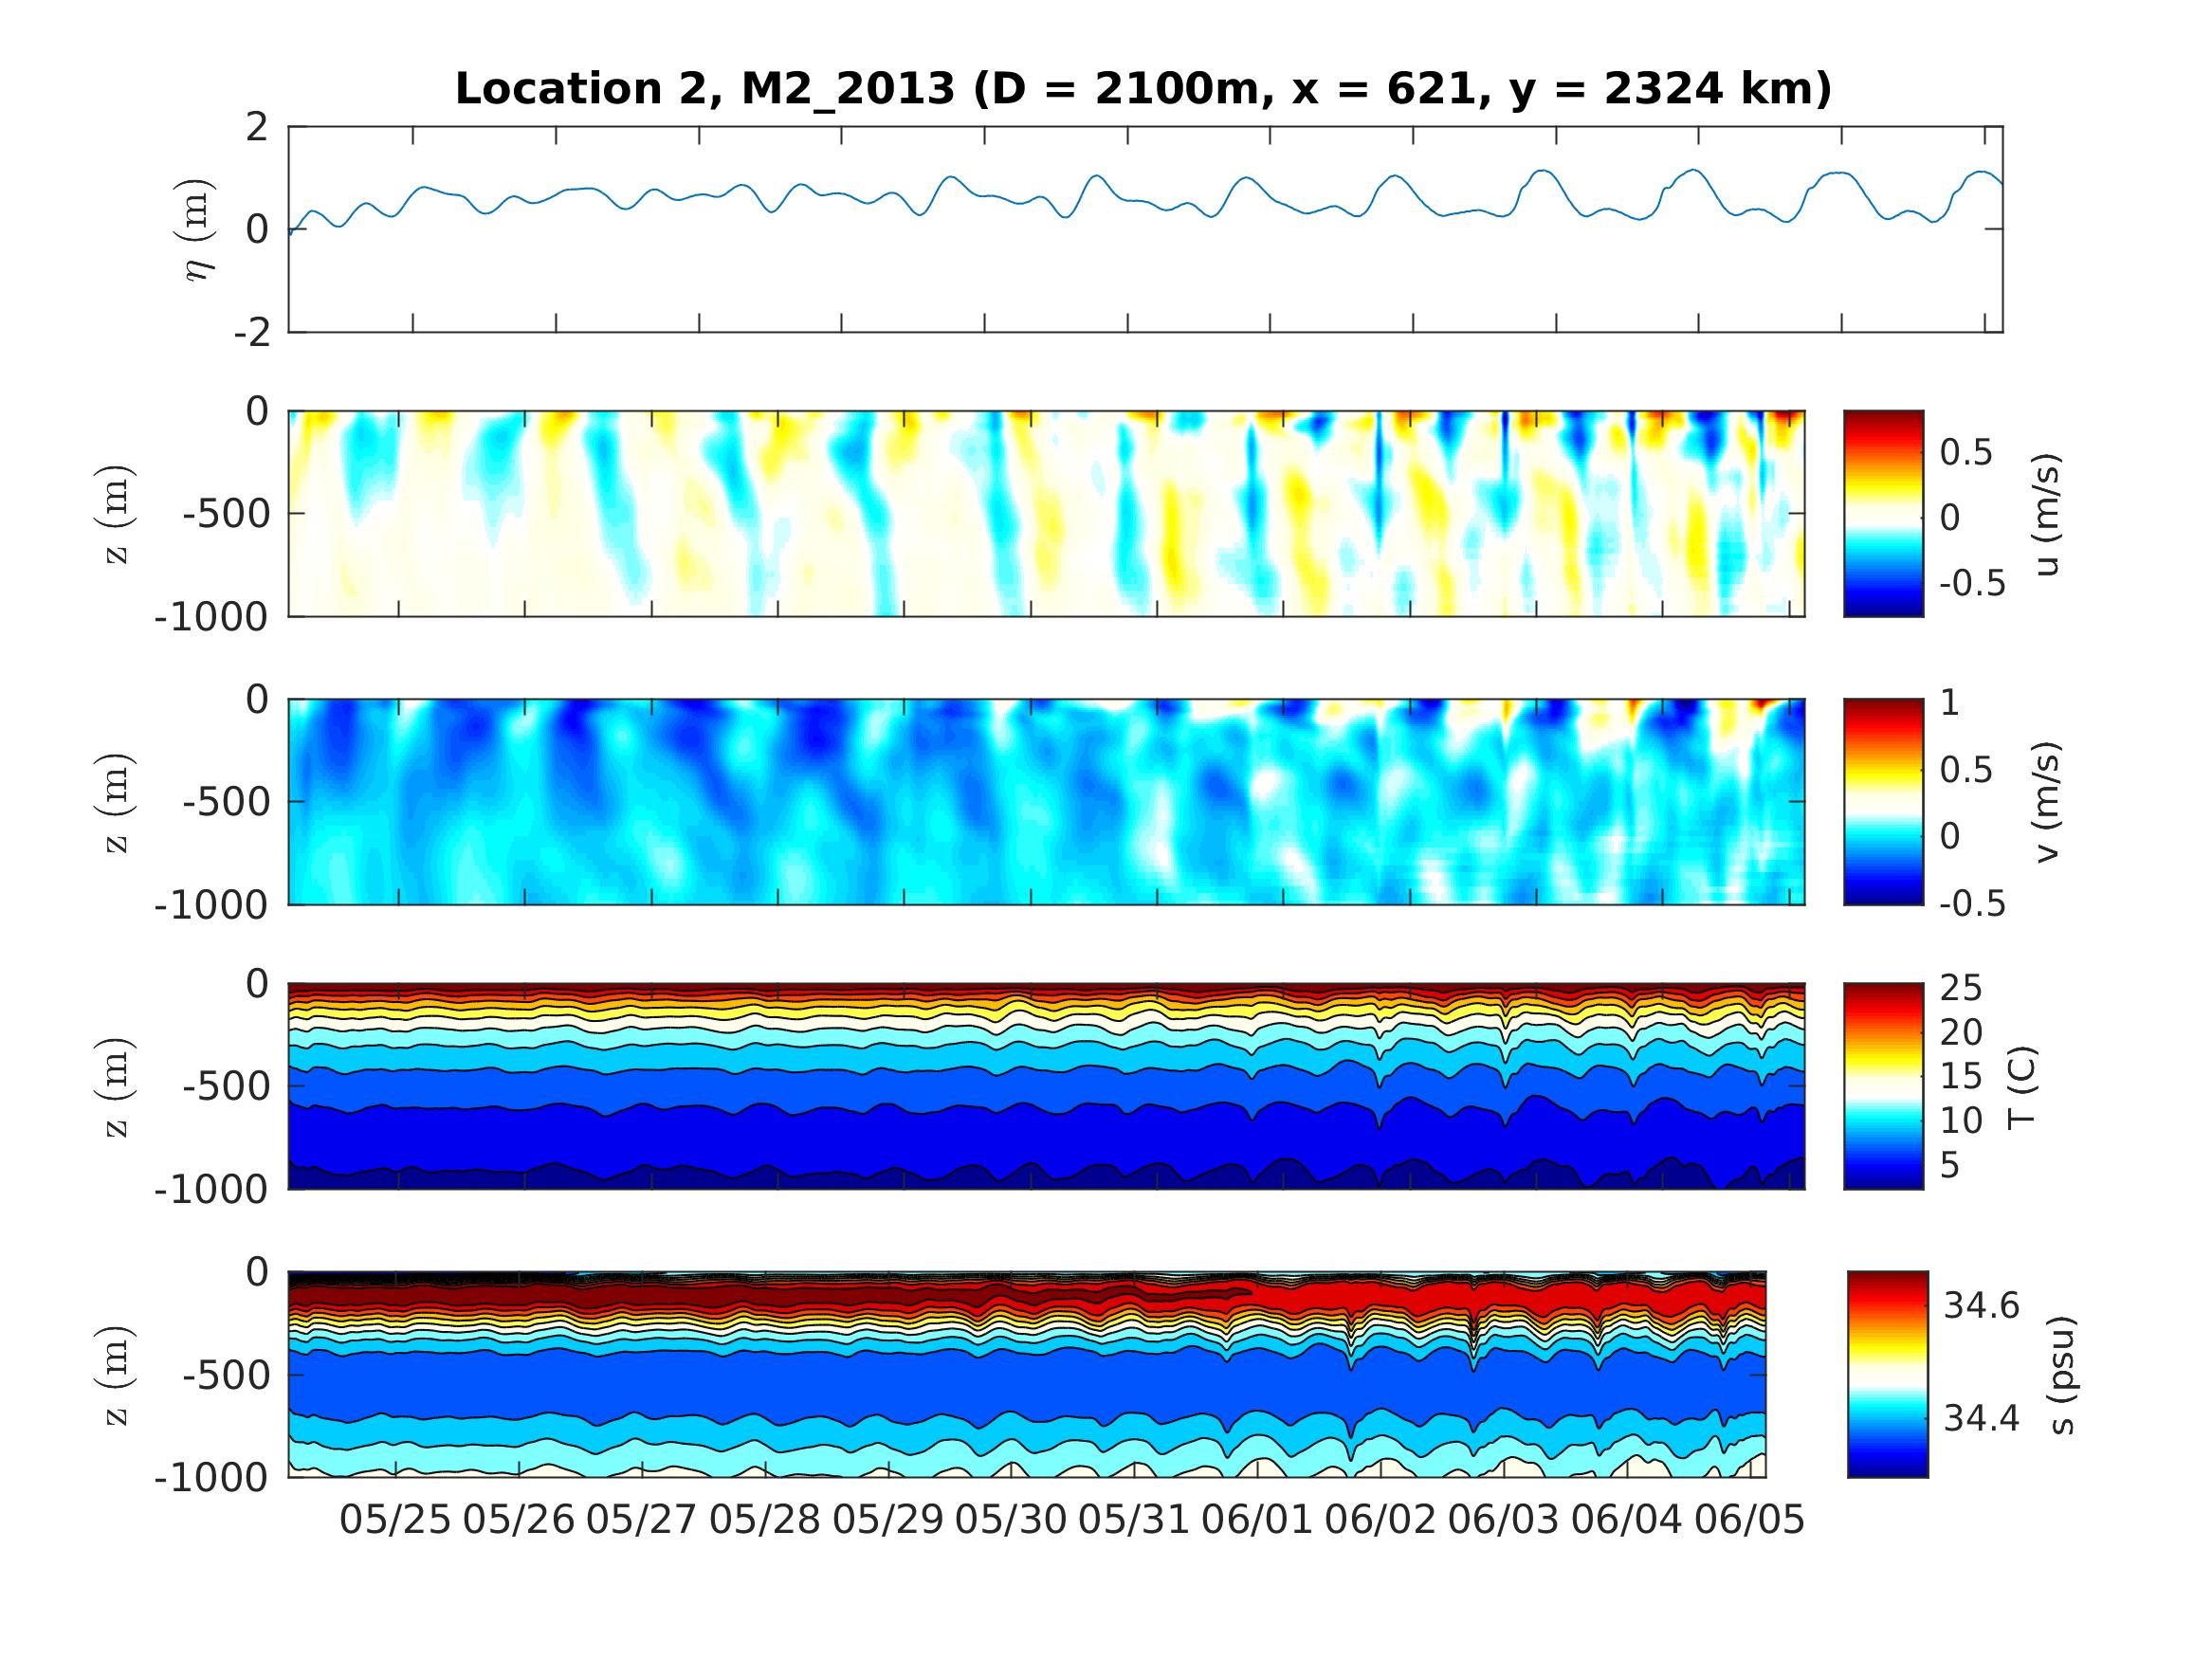 Location 2, M2_2013 (D = 2100m, x = 621, y = 2324 km)
2
0
-2
η (m)
0
-500
-1000
z (m)
0.5
0
-0.5
u (m/s)
0
-500
-1000
z (m)
1
0.5
0
-0.5
v (m/s)
0
-500
-1000
z (m)
25
20
15
10
5
T (C)
0
-500
-1000
z (m)
34.6
34.4
s (psu)
05/25 05/26 05/27 05/28 05/29 05/30 05/31 06/01 06/02 06/03 06/04 06/05